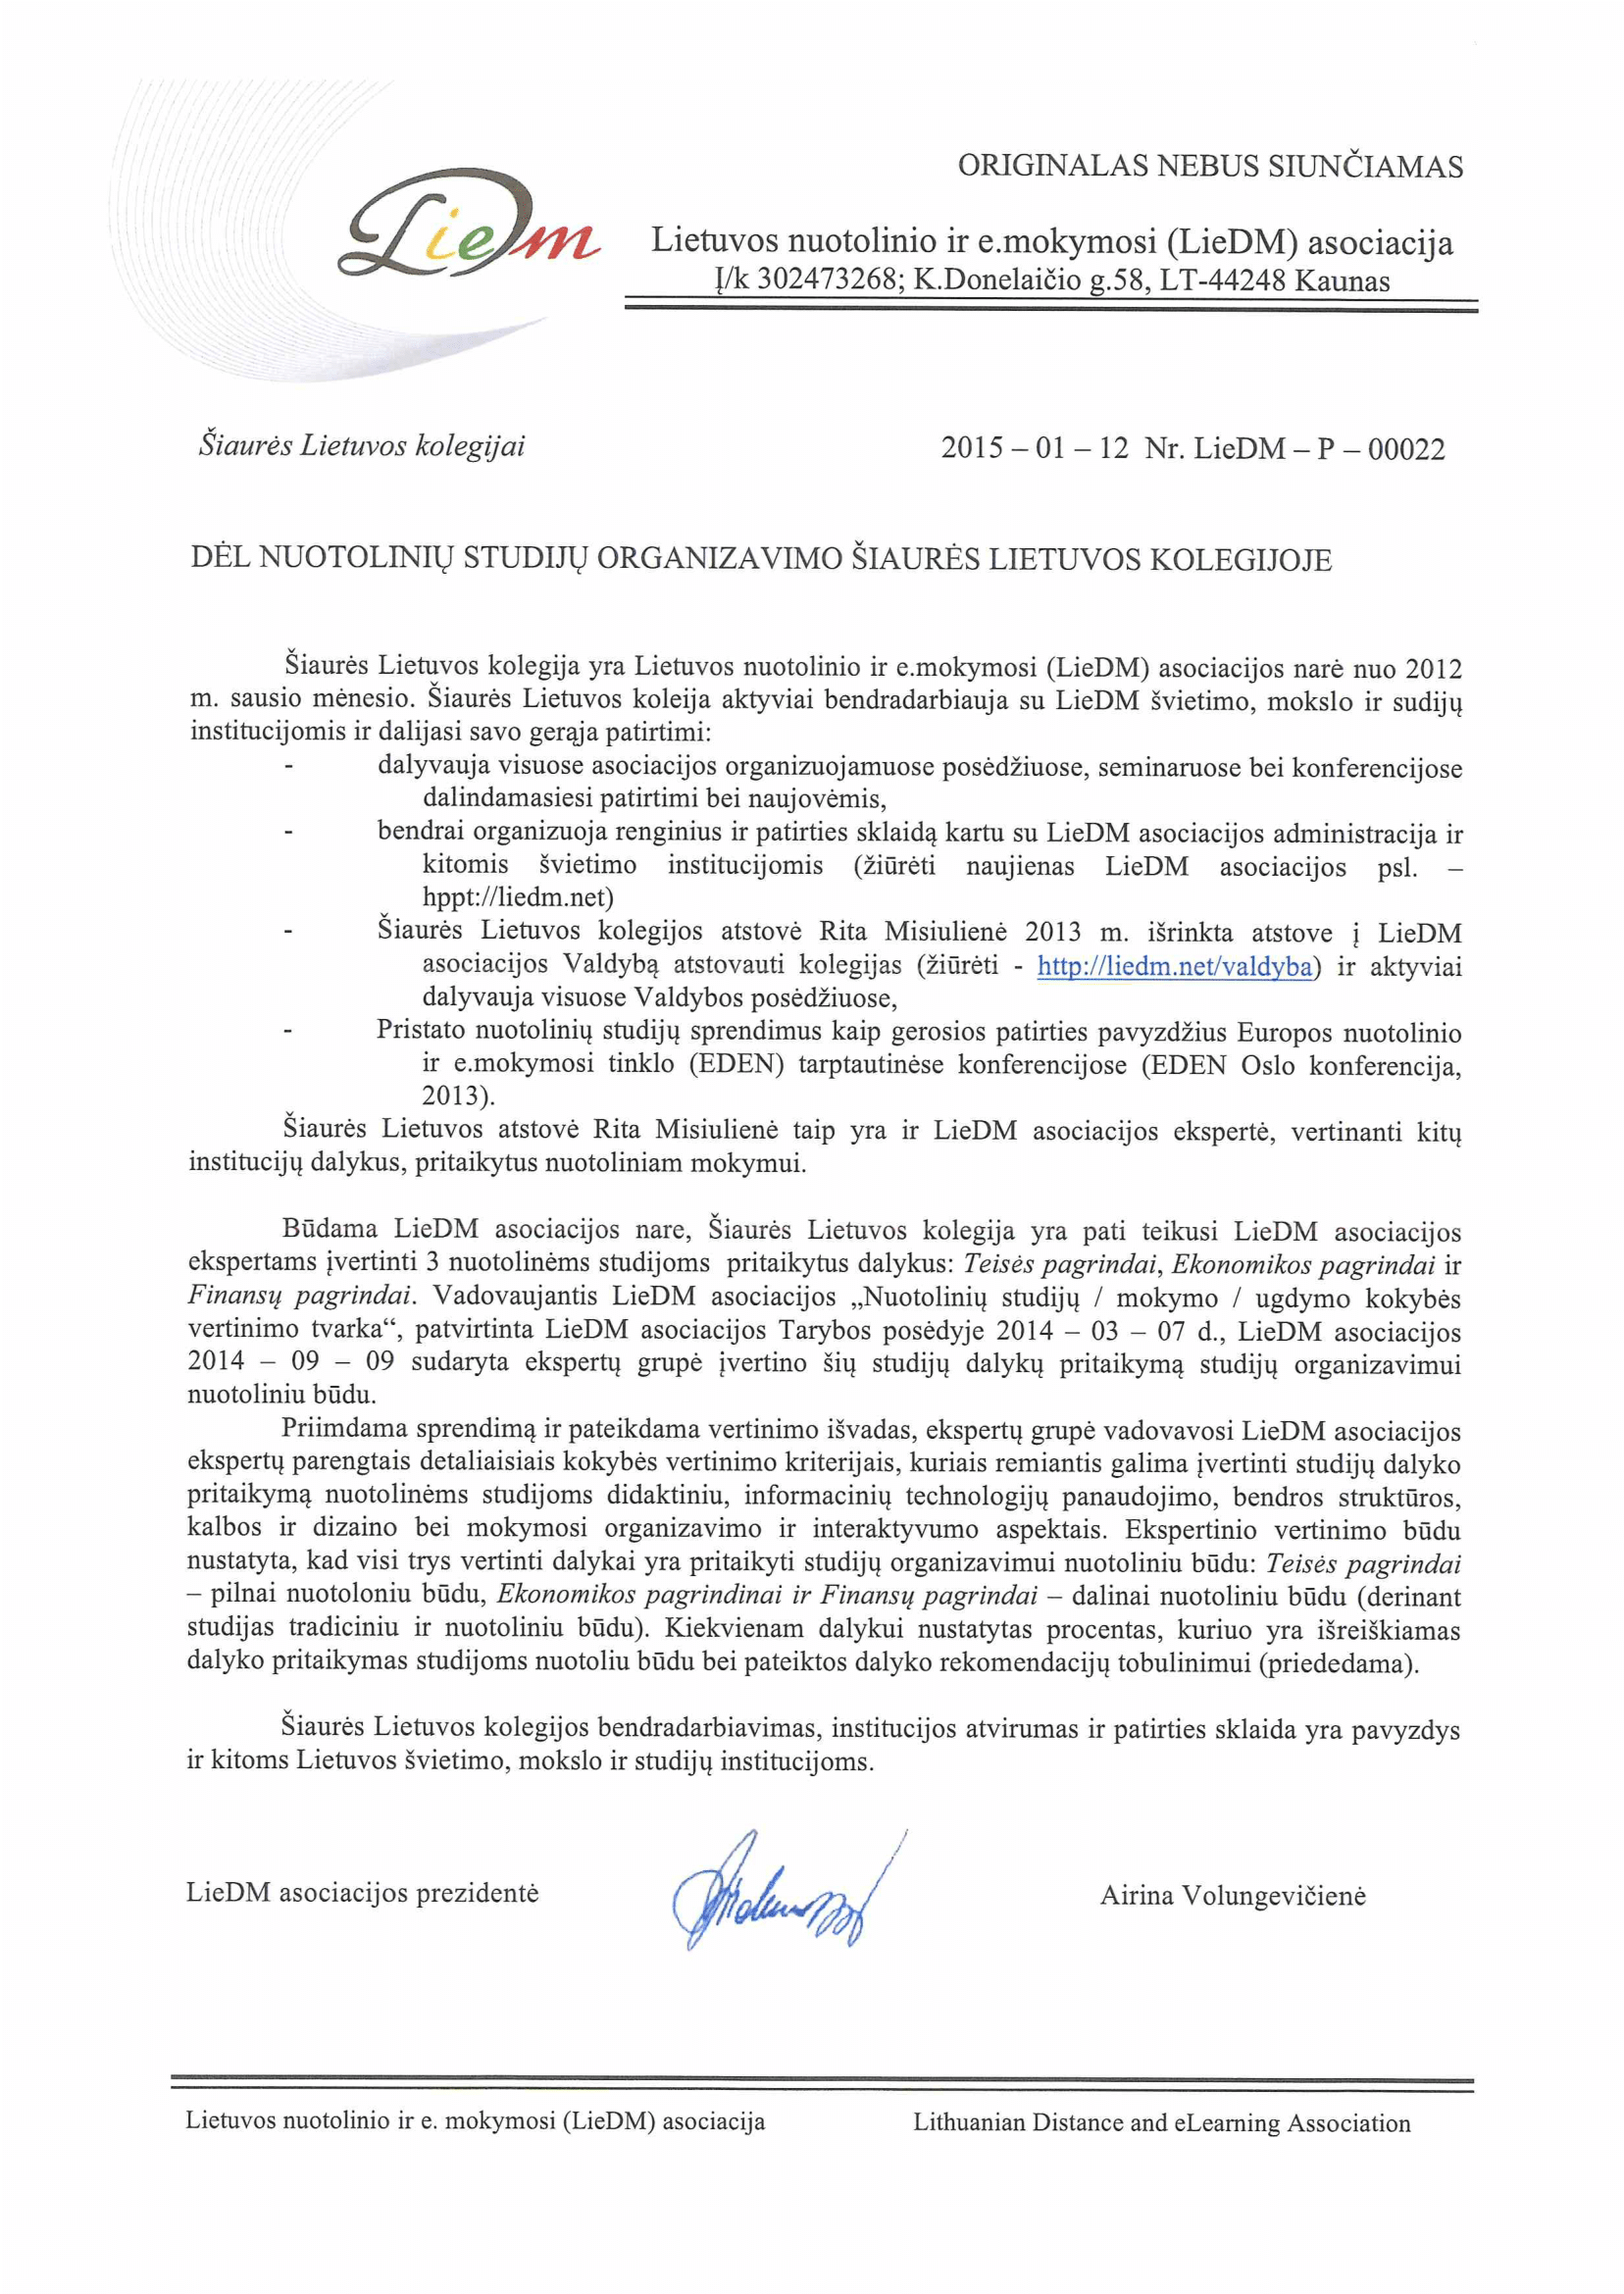 ORIGINALAS NEBUS SIUNČIAMAS
LieDm
Lietuvos nuotolinio ir e.mokymosi (LieDM) asociacija
Į/k 302473268; K.Donelaičio g.58, LT-44248 Kaunas
Šiaurės Lietuvos kolegijai 2015 – 01 – 12 Nr. LieDM – P – 00022
DĖL NUOTOLINIŲ STUDIJŲ ORGANIZAVIMO ŠIAURĖS LIETUVOS KOLEGIJOJE
Šiaurės Lietuvos kolegija yra Lietuvos nuotolinio ir e.mokymosi (LieDM) asociacijos narė nuo 2012
m. sausio mėnesio. Šiaurės Lietuvos koleija aktyviai bendradarbiauja su LieDM švietimo, mokslo ir sudijų
institucijomis ir dalijasi savo gerąja patirtimi:
- dalyvauja visuose asociacijos organizuojamuose posėdžiuose, seminaruose bei konferencijose
dalindamasiesi patirtimi bei naujovėmis,
- bendrai organizuoja renginius ir patirties sklaidą kartu su LieDM asociacijos administracija ir
kitomis švietimo institucijomis (žiūrėti naujienas LieDM asociacijos psl. –
hppt://liedm.net)
- Šiaurės Lietuvos kolegijos atstovė Rita Misiulienė 2013 m. išrinkta atstove į LieDM
asociacijos Valdybą atstovauti kolegijas (žiūrėti - http://liedm.net/valdyba) ir aktyviai
dalyvauja visuose Valdybos posėdžiuose,
- Pristato nuotolinių studijų sprendimus kaip gerosios patirties pavyzdžius Europos nuotolinio
ir e.mokymosi tinklo (EDEN) tarptautinėse konferencijose (EDEN Oslo konferencija,
2013).
Šiaurės Lietuvos atstovė Rita Misiulienė taip yra ir LieDM asociacijos ekspertė, vertinanti kitų
institucijų dalykus, pritaikytus nuotoliniam mokymui.
Būdama LieDM asociacijos nare, Šiaurės Lietuvos kolegija yra pati teikusi LieDM asociacijos
ekspertams įvertinti 3 nuotolinėms studijoms pritaikytus dalykus: Teisės pagrindai, Ekonomikos pagrindai ir
Finansų pagrindai. Vadovaujantis LieDM asociacijos „Nuotolinių studijų / mokymo / ugdymo kokybės
vertinimo tvarka“, patvirtinta LieDM asociacijos Tarybos posėdyje 2014 – 03 – 07 d., LieDM asociacijos
2014 – 09 – 09 sudaryta ekspertų grupė įvertino šių studijų dalykų pritaikymą studijų organizavimui
nuotoliniu būdu.
Priimdama sprendimą ir pateikdama vertinimo išvadas, ekspertų grupė vadovavosi LieDM asociacijos
ekspertų parengtais detaliaisiais kokybės vertinimo kriterijais, kuriais remiantis galima įvertinti studijų dalyko
pritaikymą nuotolinėms studijoms didaktiniu, informacinių technologijų panaudojimo, bendros struktūros,
kalbos ir dizaino bei mokymosi organizavimo ir interaktyvumo aspektais. Ekspertinio vertinimo būdu
nustatyta, kad visi trys vertinti dalykai yra pritaikyti studijų organizavimui nuotoliniu būdu: Teisės pagrindai
– pilnai nuotoloniu būdu, Ekonomikos pagrindinai ir Finansų pagrindai – dalinai nuotoliniu būdu (derinant
studijas tradiciniu ir nuotoliniu būdu). Kiekvienam dalykui nustatytas procentas, kuriuo yra išreiškiamas
dalyko pritaikymas studijoms nuotoliu būdu bei pateiktos dalyko rekomendacijų tobulinimui (priededama).
Šiaurės Lietuvos kolegijos bendradarbiavimas, institucijos atvirumas ir patirties sklaida yra pavyzdys
ir kitoms Lietuvos švietimo, mokslo ir studijų institucijoms.
LieDM asociacijos prezidentė Airina Volungevičienė
Lietuvos nuotolinio ir e. mokymosi (LieDM) asociacija Lithuanian Distance and eLearning Association